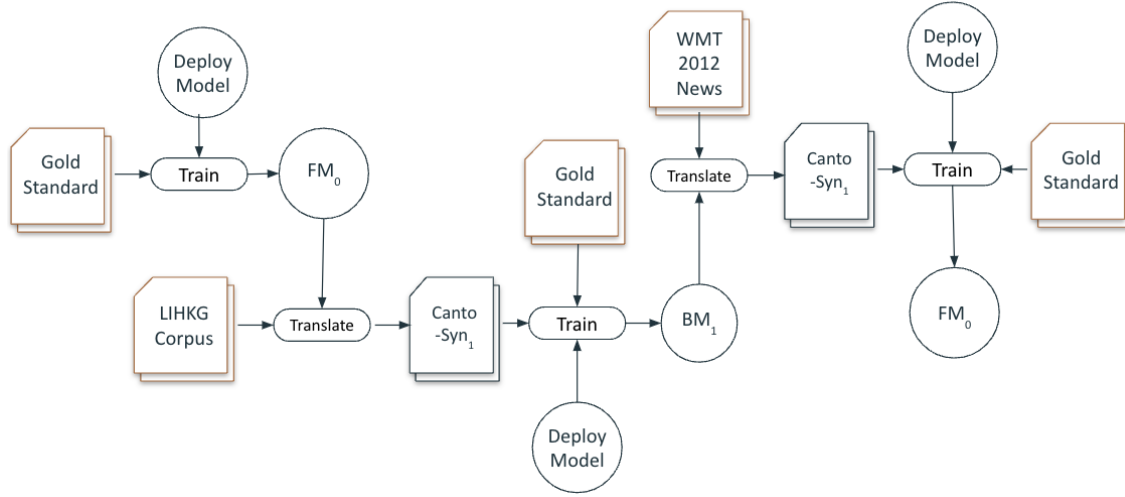 Deploy
Model
Gold
Standard
Train
FM₀
LIHKG
Corpus
Translate
Canto
-Syn₁
Gold
Standard
Train
Deploy
Model
BM₁
WMT
2012
News
Translate
Canto
-Syn₁
Deploy
Model
Train
Gold
Standard
FM₀